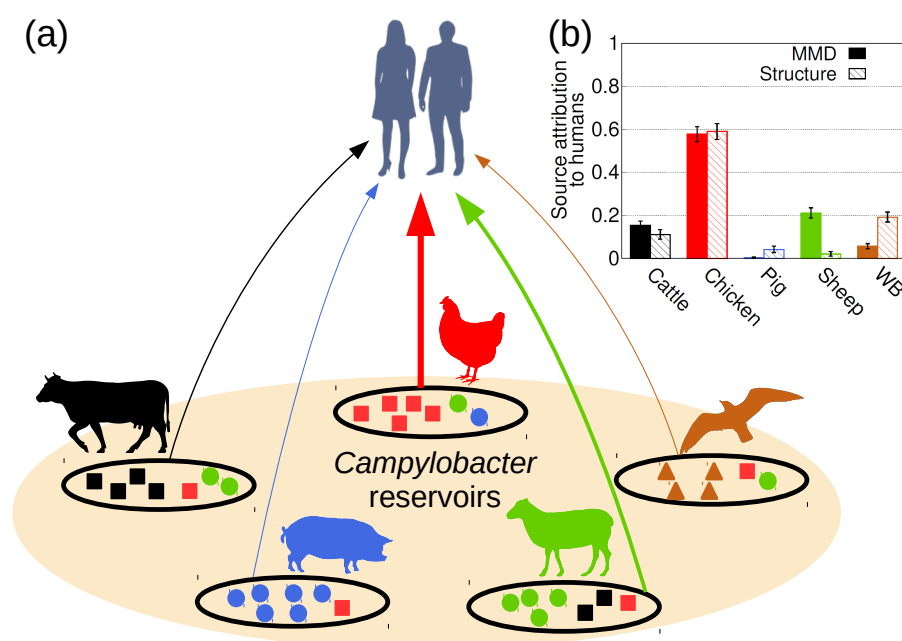 (a)
(b)
MMD
Structure
Source attribution
to humans
1
0.8
0.6
0.4
0.2
0
Cattle
Chicken
Pig
Sheep
WB
Campylobacter
reservoirs